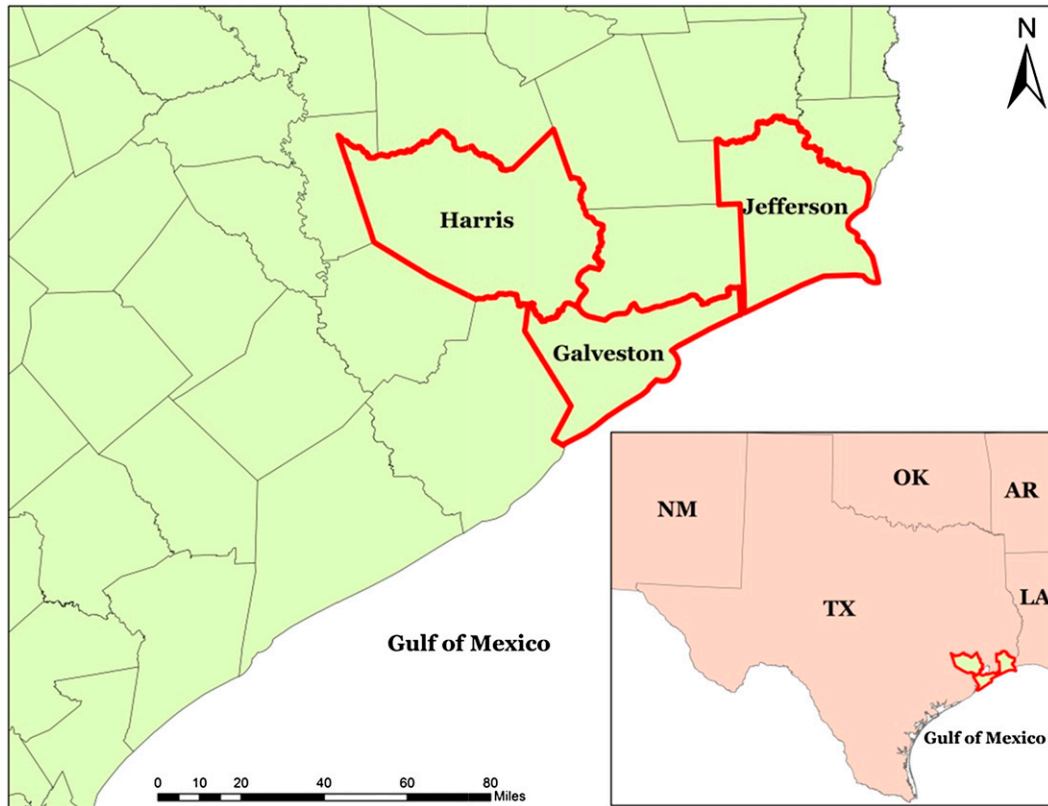 N
Harris
Jefferson
Galveston
Gulf of Mexico
0 10 20 40 60 80
Miles
NM
OK
AR
TX
LA
Gulf of Mexico